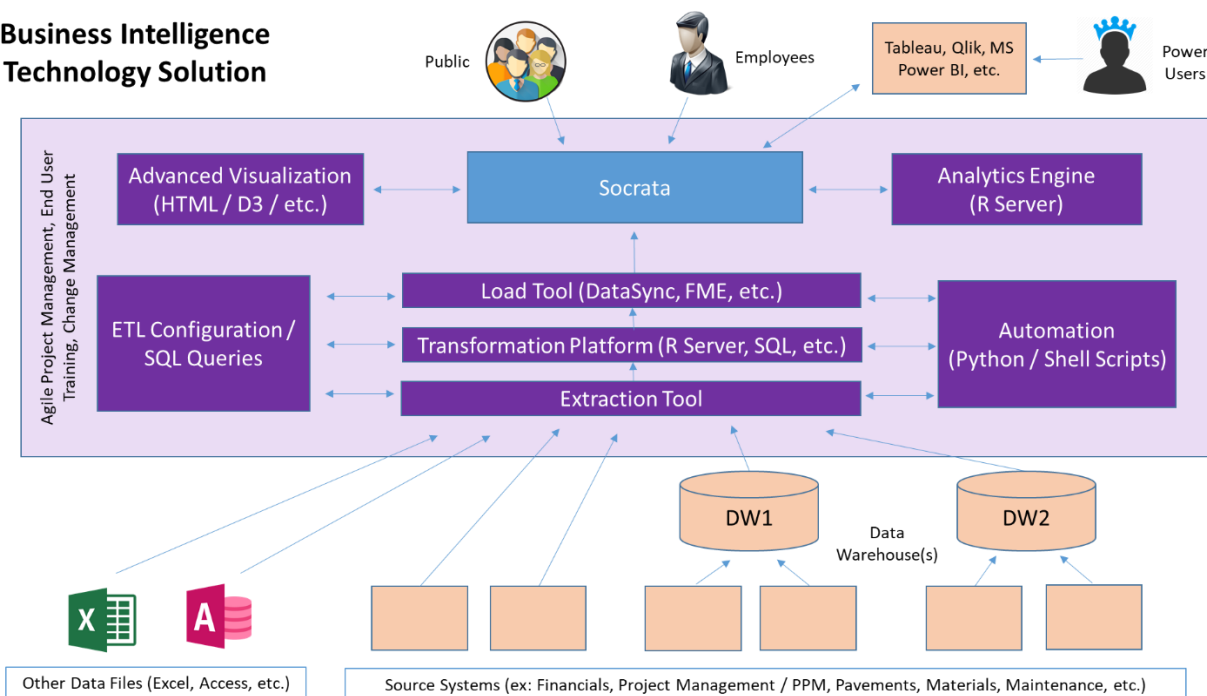 Business Intelligence
Technology Solution
Public
Employees
Tableau, Qlik, MS
Power BI, etc.
Power
Users
Agile Project Management, End User
Training, Change Management
Advanced Visualization
(HTML / D3 / etc.)
Socrata
Analytics Engine
(R Server)
ETL Configuration /
SQL Queries
Load Tool (DataSync, FME, etc.)
Transformation Platform (R Server, SQL, etc.)
Extraction Tool
Automation
(Python / Shell Scripts)
DW1
Data
Warehouse(s)
DW2
X
A
Other Data Files (Excel, Access, etc.)
Source Systems (ex: Financials, Project Management / PPM, Pavements, Materials, Maintenance, etc.)